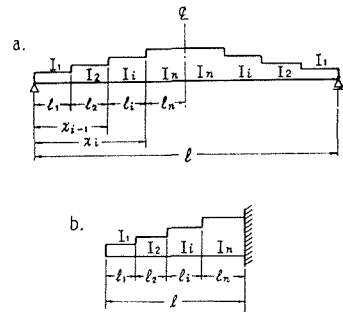 a.
℄
I₁ I₂ Iᵢ Iₙ Iₙ Iᵢ I₂ I₁
ℓ₁ ℓ₂ ℓᵢ ℓₙ
xᵢ₋₁
xᵢ
ℓ
b.
I₁ I₂ Iᵢ Iₙ
ℓ₁ ℓ₂ ℓᵢ ℓₙ
ℓ